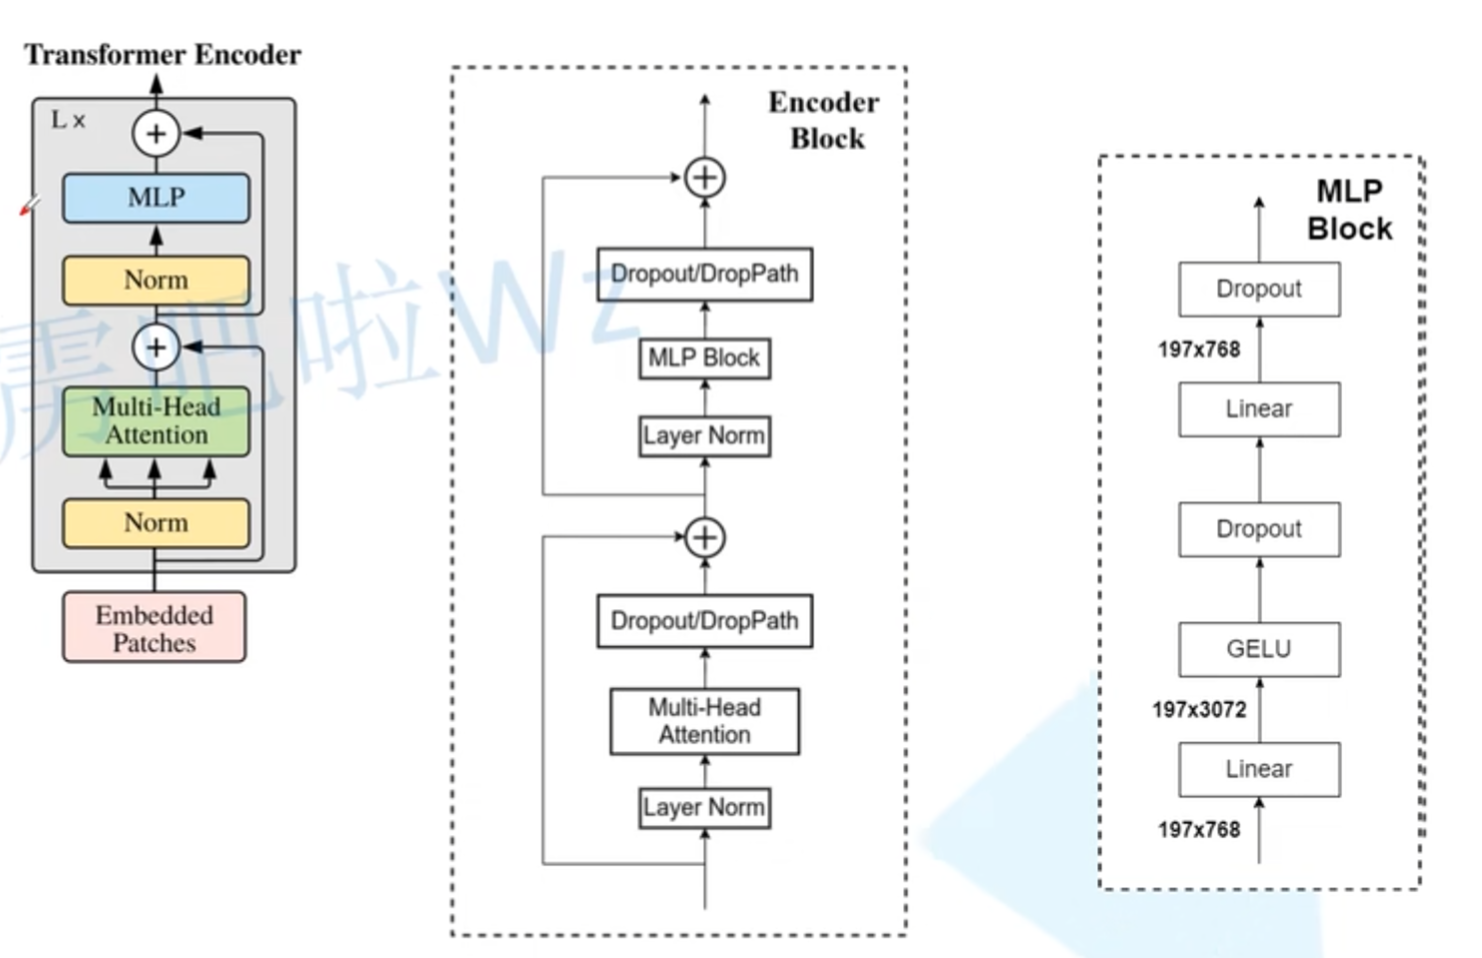 Transformer Encoder
L ×
MLP
Norm
Multi-Head
Attention
Norm
Embedded
Patches
Encoder
Block
Dropout/DropPath
MLP Block
Layer Norm
Dropout/DropPath
Multi-Head
Attention
Layer Norm
MLP
Block
Dropout
197x768
Linear
Dropout
GELU
197x3072
Linear
197x768
吧啦Wz